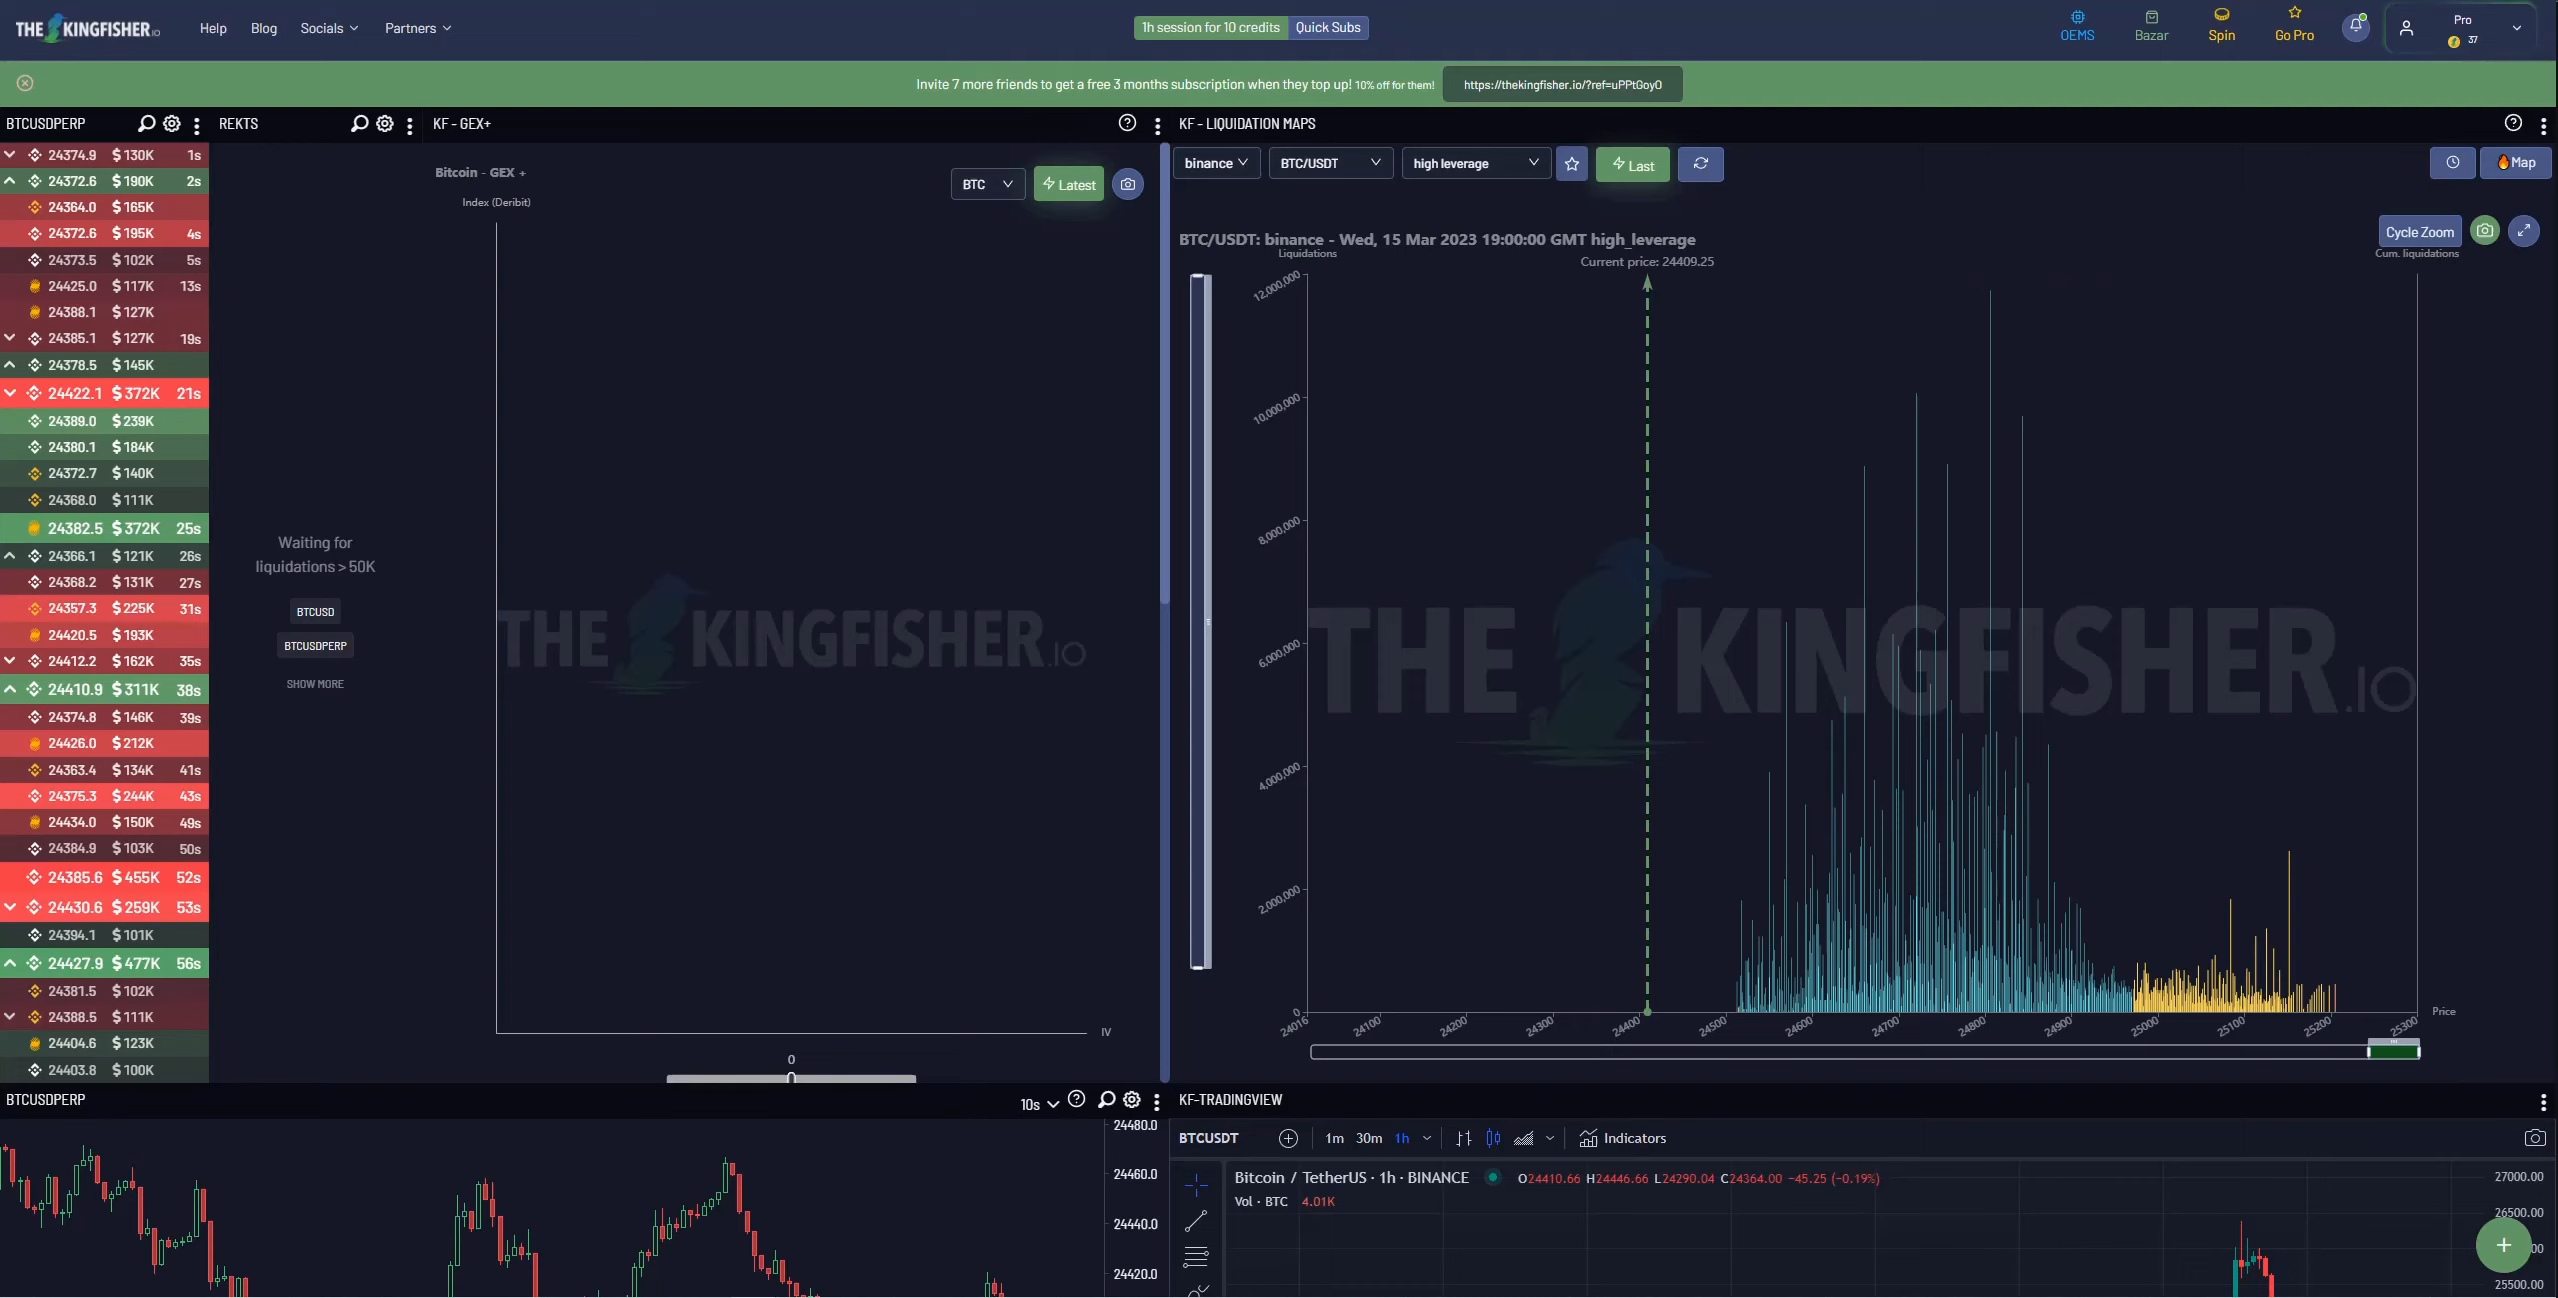 THE KINGFISHER.IO
Help Blog Socials Partners
1h session for 10 credits Quick Subs
OEMS Bazar Spin Go Pro
Pro
37
Invite 7 more friends to get a free 3 months subscription when they top up! 10% off for them! https://thekingfisher.io/?ref=uPPtGoyO
BTCUSDPERP
24374.9 $130K 1s
24372.6 $190K 2s
24364.0 $165K
24372.6 $195K 4s
24373.5 $102K 5s
24425.0 $117K 13s
24388.1 $127K
24385.1 $127K 19s
24378.5 $145K
24422.1 $372K 21s
24389.0 $239K
24380.1 $184K
24372.7 $140K
24368.0 $111K
24382.5 $372K 25s
24366.1 $121K 26s
24368.2 $131K 27s
24357.3 $225K 31s
24420.5 $193K
24412.2 $162K 35s
24410.9 $311K 38s
24374.8 $146K 39s
24426.0 $212K
24363.4 $134K 41s
24375.3 $244K 43s
24434.0 $150K 49s
24384.9 $103K 50s
24385.6 $455K 52s
24430.6 $259K 53s
24394.1 $101K
24427.9 $477K 56s
24381.5 $102K
24388.5 $111K
24404.6 $123K
24403.8 $100K
REKTS
Waiting for
liquidations > 50K
BTCUSD
BTCUSDPERP
SHOW MORE
KF - GEX+
Bitcoin - GEX +
Index (Deribit)
BTC Latest
THE KINGFISHER.IO
IV
0
KF - LIQUIDATION MAPS
binance BTC/USDT high leverage Last Map
Cycle Zoom
BTC/USDT: binance - Wed, 15 Mar 2023 19:00:00 GMT high_leverage
Liquidations
Current price: 24409.25
Cum. liquidations
12,000,000
10,000,000
8,000,000
6,000,000
4,000,000
2,000,000
0
THE KINGFISHER.IO
24016 24100 24200 24300 24400 24500 24600 24700 24800 24900 25000 25100 25200 25300
Price
BTCUSDPERP
10s
24480.0
24460.0
24440.0
24420.0
KF-TRADINGVIEW
BTCUSDT 1m 30m 1h Indicators
Bitcoin / TetherUS · 1h · BINANCE O24410.66 H24446.66 L24290.04 C24364.00 −45.25 (−0.19%)
Vol · BTC 4.01K
27000.00
26500.00
25500.00